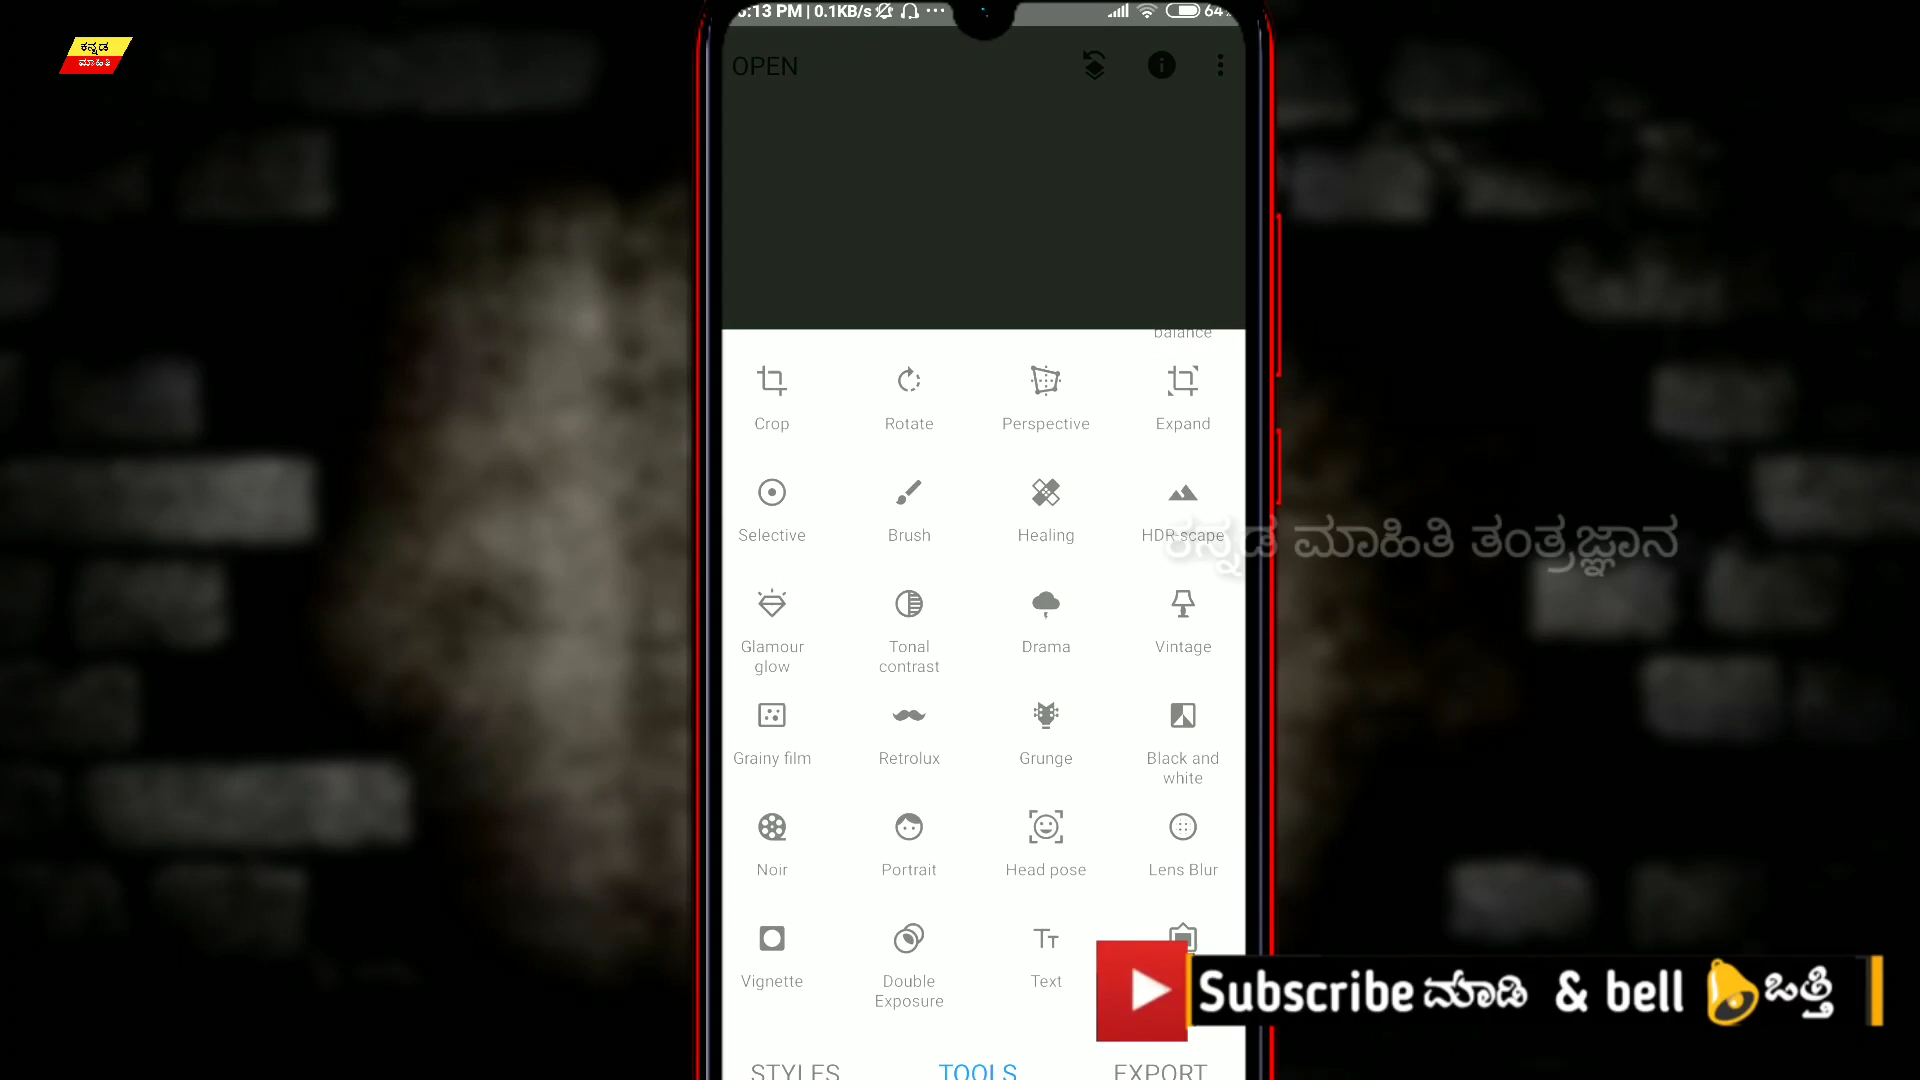 ಕನ್ನಡ
ಮಾಹಿತಿ
:13 PM | 0.1KB/s
64
OPEN
balance
Crop
Rotate
Perspective
Expand
Selective
Brush
Healing
HDR-scape
ಕನ್ನಡ ಮಾಹಿತಿ ತಂತ್ರಜ್ಞಾನ
Glamour
glow
Tonal
contrast
Drama
Vintage
Grainy film
Retrolux
Grunge
Black and
white
Noir
Portrait
Head pose
Lens Blur
Vignette
Double
Exposure
Text
Subscribe ಮಾಡಿ & bell ಒತ್ತಿ
STYLES
TOOLS
EXPORT